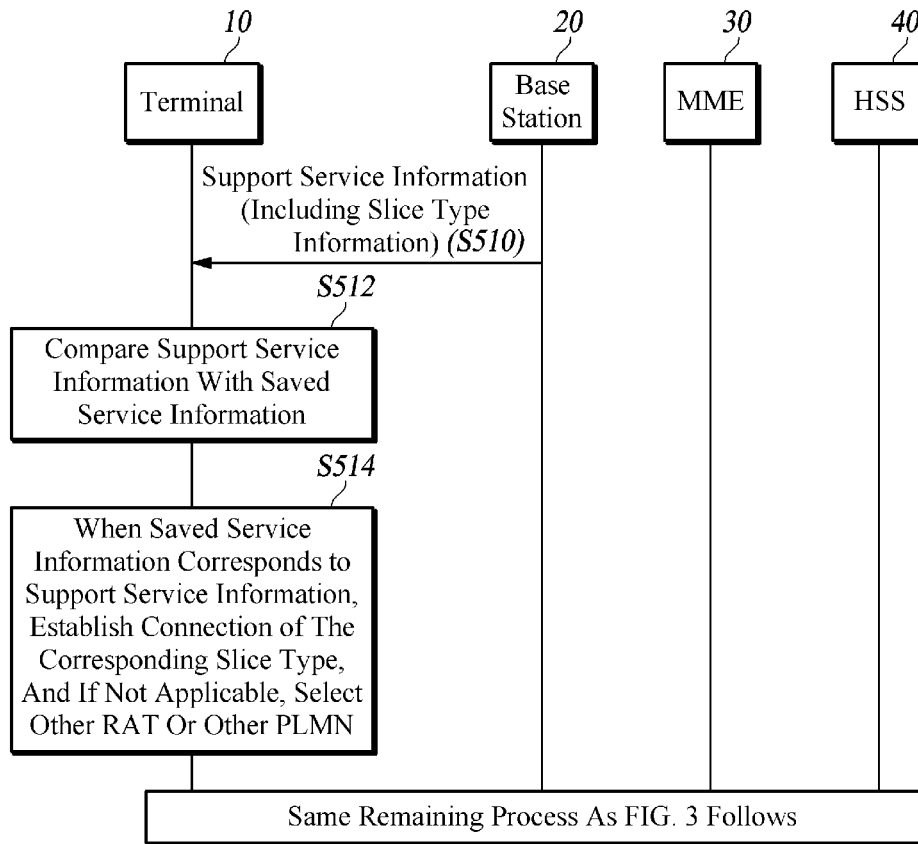 10
20
30
40
Terminal
Base
Station
MME
HSS
Support Service Information
(Including Slice Type
Information) (S510)
S512
Compare Support Service
Information With Saved
Service Information
S514
When Saved Service
Information Corresponds to
Support Service Information,
Establish Connection of The
Corresponding Slice Type,
And If Not Applicable, Select
Other RAT Or Other PLMN
Same Remaining Process As FIG. 3 Follows